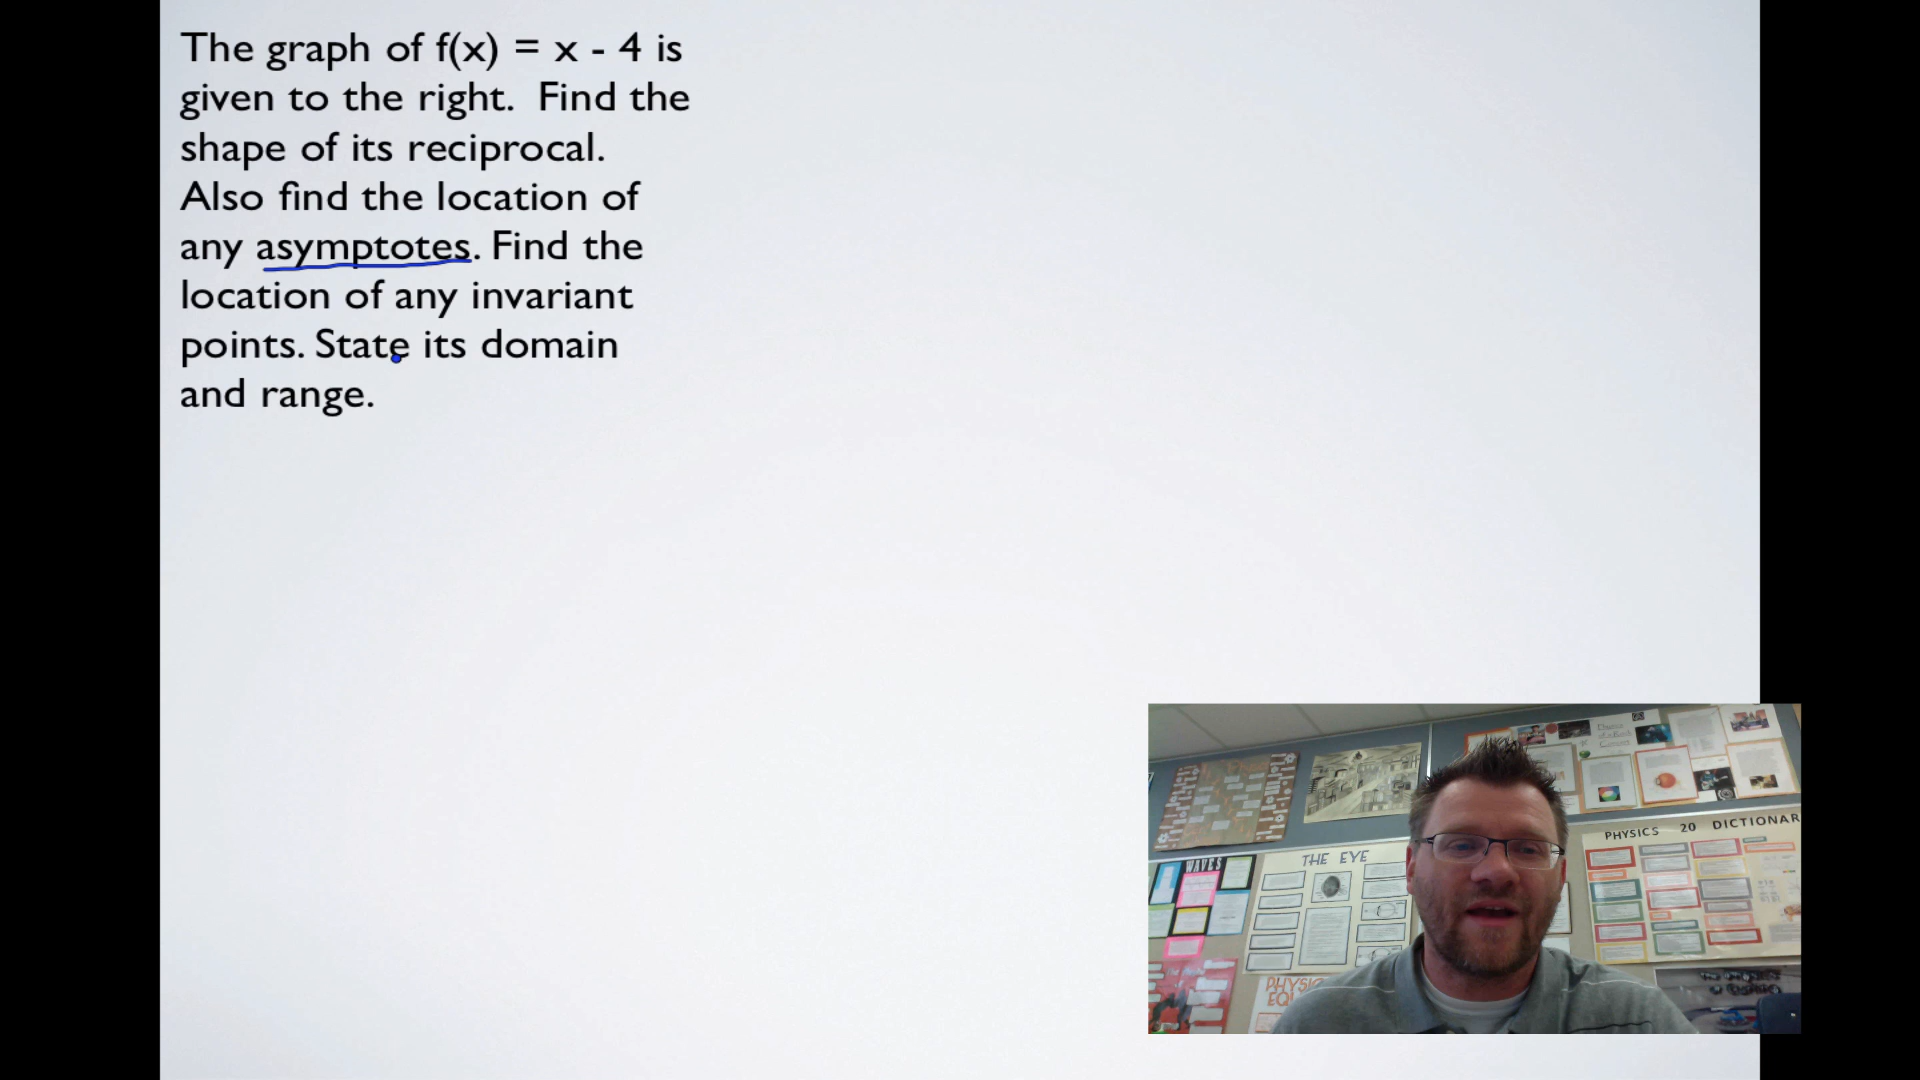 The graph of f(x) = x - 4 is
given to the right. Find the
shape of its reciprocal.
Also find the location of
any asymptotes. Find the
location of any invariant
points. State its domain
and range.
WAVES
THE EYE
PHYSICS 20 DICTIONAR
PHYSIC
EQU